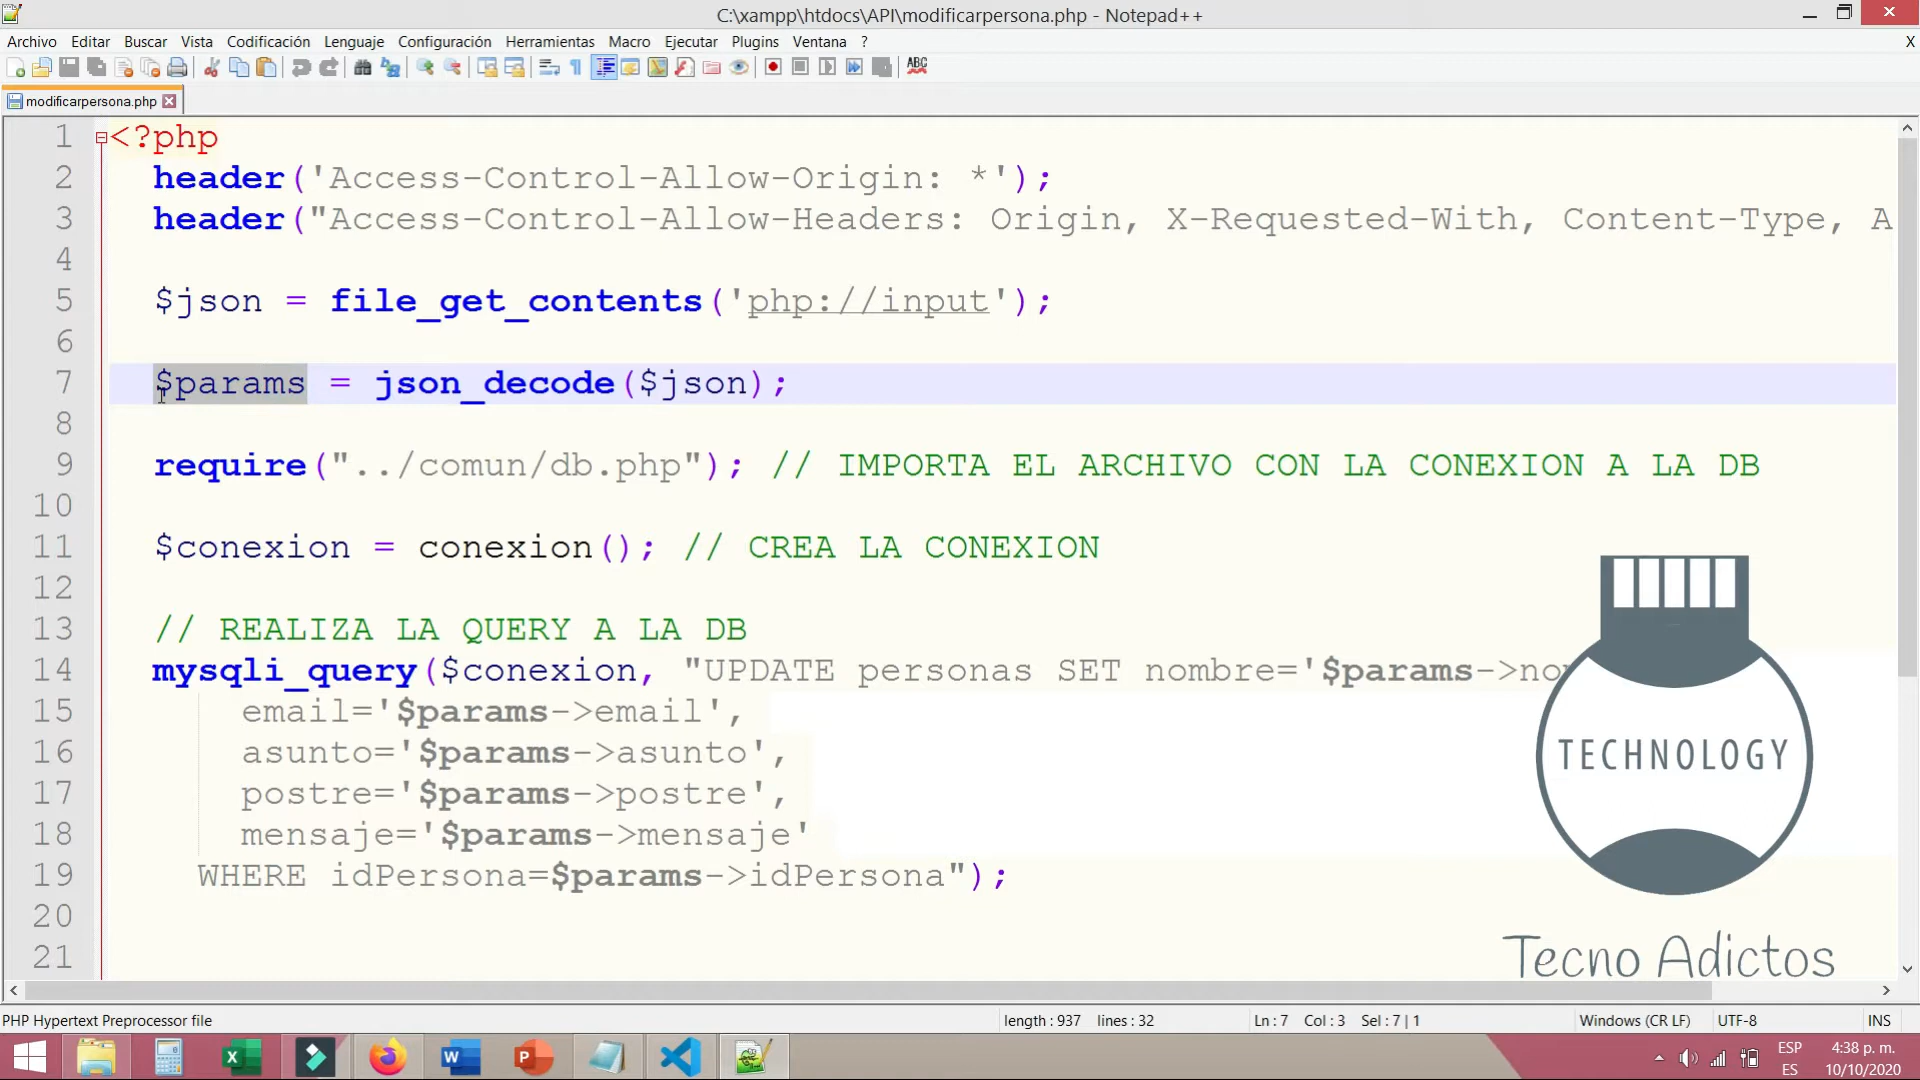 C:\xampp\htdocs\API\modificarpersona.php - Notepad++
Archivo Editar Buscar Vista Codificación Lenguaje Configuración Herramientas Macro Ejecutar Plugins Ventana ? X
ABC
modificarpersona.php
1 <?php
2 header('Access-Control-Allow-Origin: *');
3 header("Access-Control-Allow-Headers: Origin, X-Requested-With, Content-Type, A
4
5 $json = file_get_contents('php://input');
6
7 $params = json_decode($json);
8
9 require("../comun/db.php"); // IMPORTA EL ARCHIVO CON LA CONEXION A LA DB
10
11 $conexion = conexion(); // CREA LA CONEXION
12
13 // REALIZA LA QUERY A LA DB
14 mysqli_query($conexion, "UPDATE personas SET nombre='$params->no
15 email='$params->email',
16 asunto='$params->asunto',
17 postre='$params->postre',
18 mensaje='$params->mensaje'
19 WHERE idPersona=$params->idPersona");
20
21
TECHNOLOGY
Tecno Adictos
PHP Hypertext Preprocessor file length : 937 lines : 32 Ln : 7 Col : 3 Sel : 7 | 1 Windows (CR LF) UTF-8 INS
ESP 4:38 p. m.
ES 10/10/2020